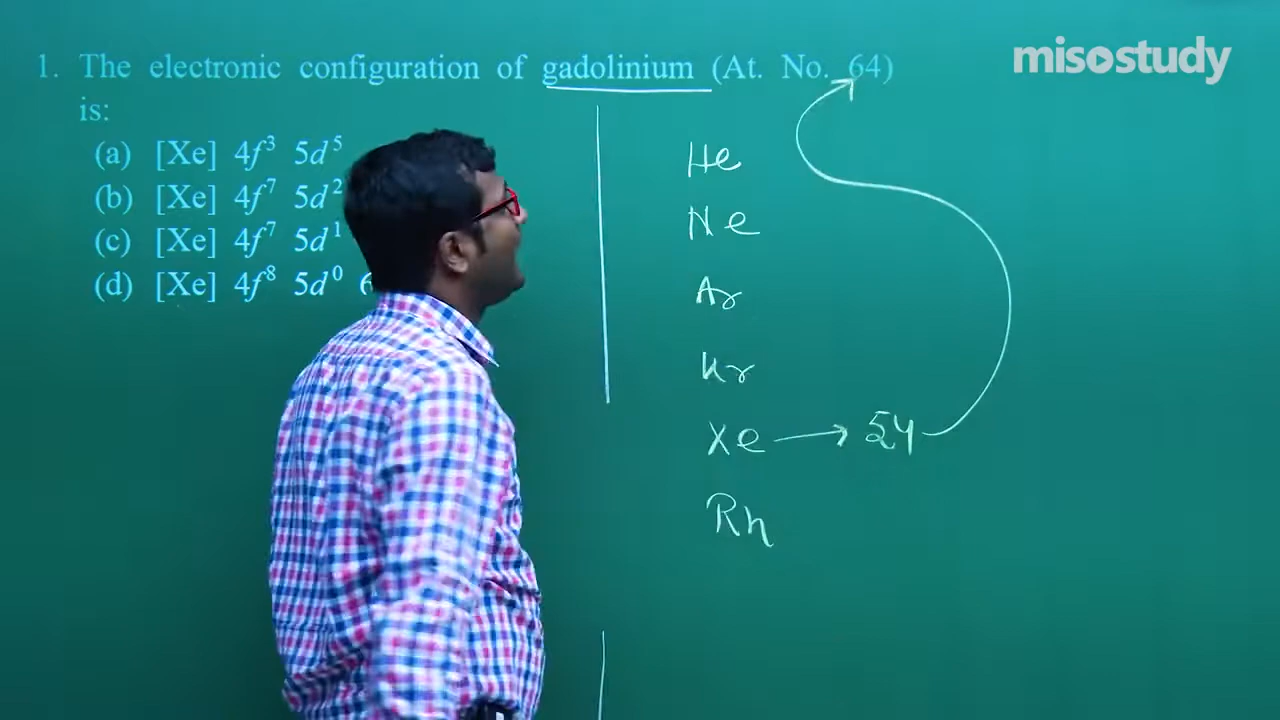 misostudy
1. The electronic configuration of gadolinium (At. No. 64)
is:
(a) [Xe] 4f³ 5d⁵
(b) [Xe] 4f⁷ 5d²
(c) [Xe] 4f⁷ 5d¹
(d) [Xe] 4f⁸ 5d⁰ 6
He
Ne
Ar
Kr
Xe → 54
Rn